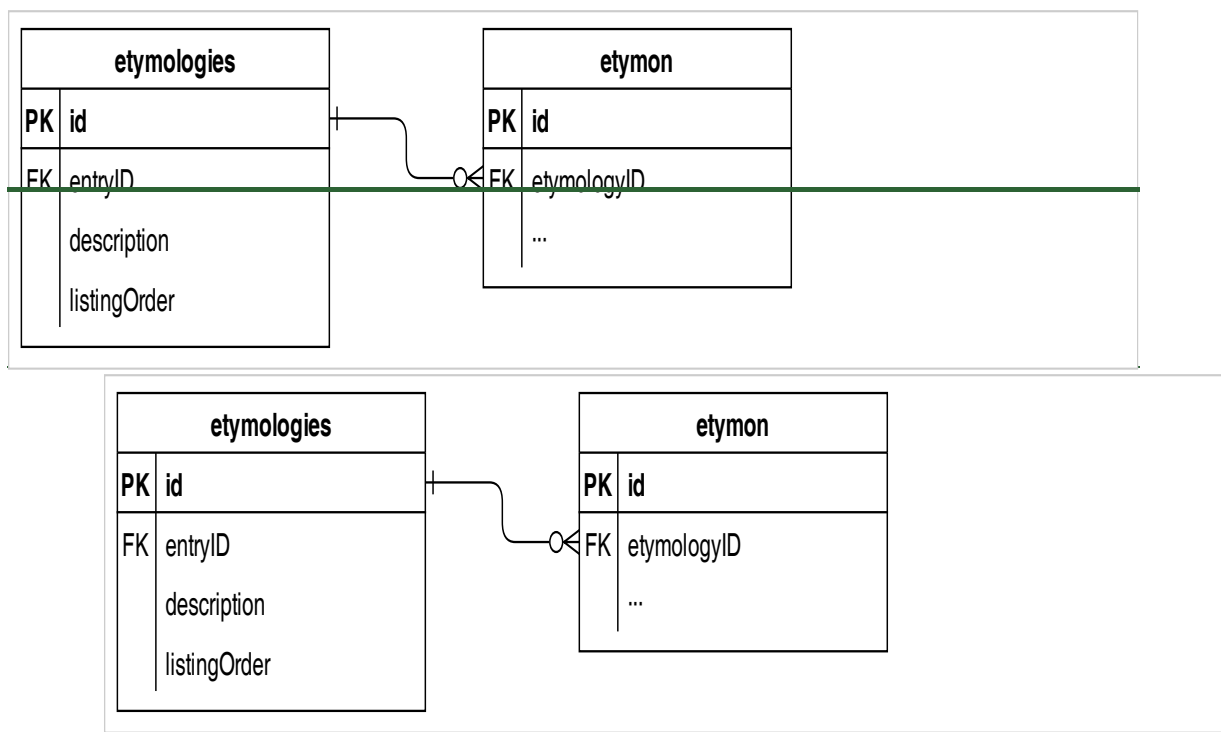 etymologies etymon
PK id PK id
FK entryID FK etymologyID
description ...
listingOrder
etymologies etymon
PK id PK id
FK entryID FK etymologyID
description ...
listingOrder